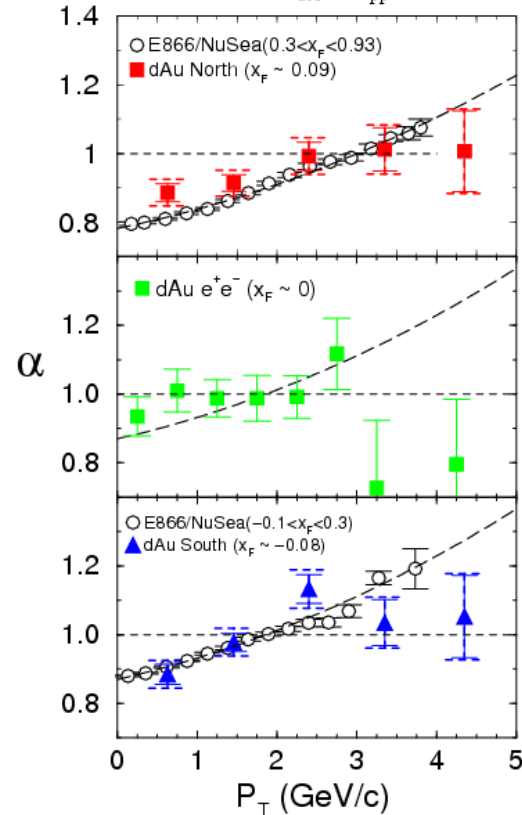 1.4
E866/NuSea(0.3<x_F<0.93)
dAu North (x_F ~ 0.09)
1.2
1
0.8
dAu e⁺e⁻ (x_F ~ 0)
1.2
α
1.0
0.8
E866/NuSea(−0.1<x_F<0.3)
dAu South (x_F ~ −0.08)
1.2
1.0
0.8
0 1 2 3 4 5
P_T (GeV/c)